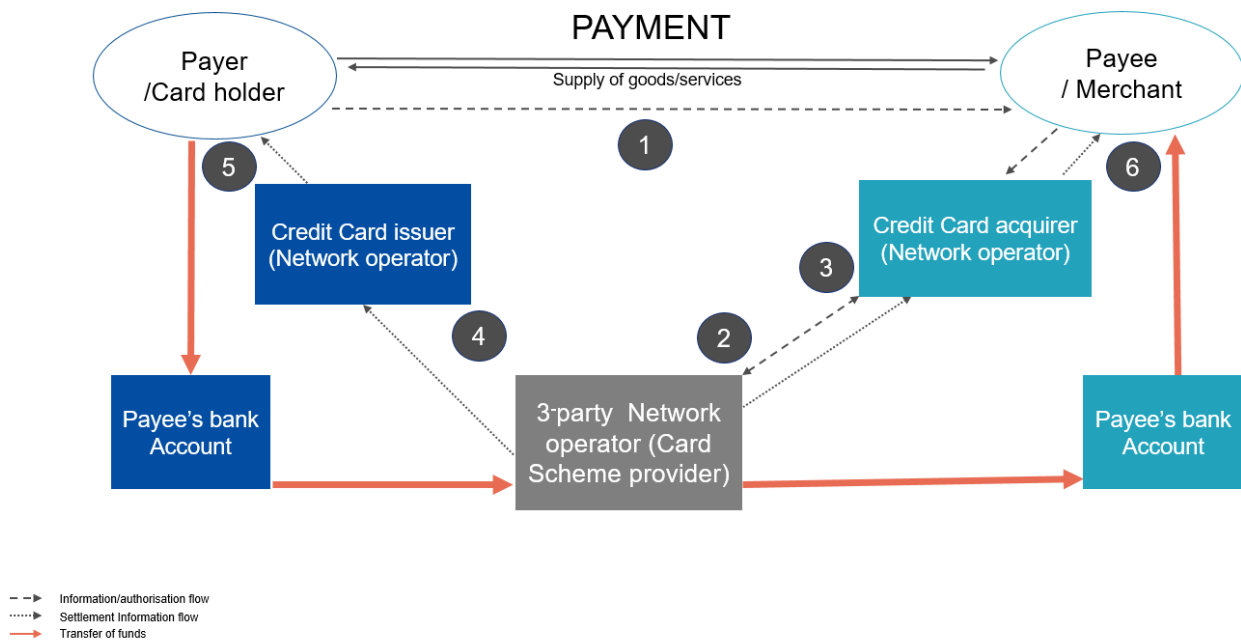 PAYMENT
Payer
/Card holder
Supply of goods/services
Payee
/ Merchant
1
5
6
Credit Card issuer
(Network operator)
Credit Card acquirer
(Network operator)
3
4
2
Payee's bank
Account
3-party Network
operator (Card
Scheme provider)
Payee's bank
Account
Information/authorisation flow
Settlement Information flow
Transfer of funds